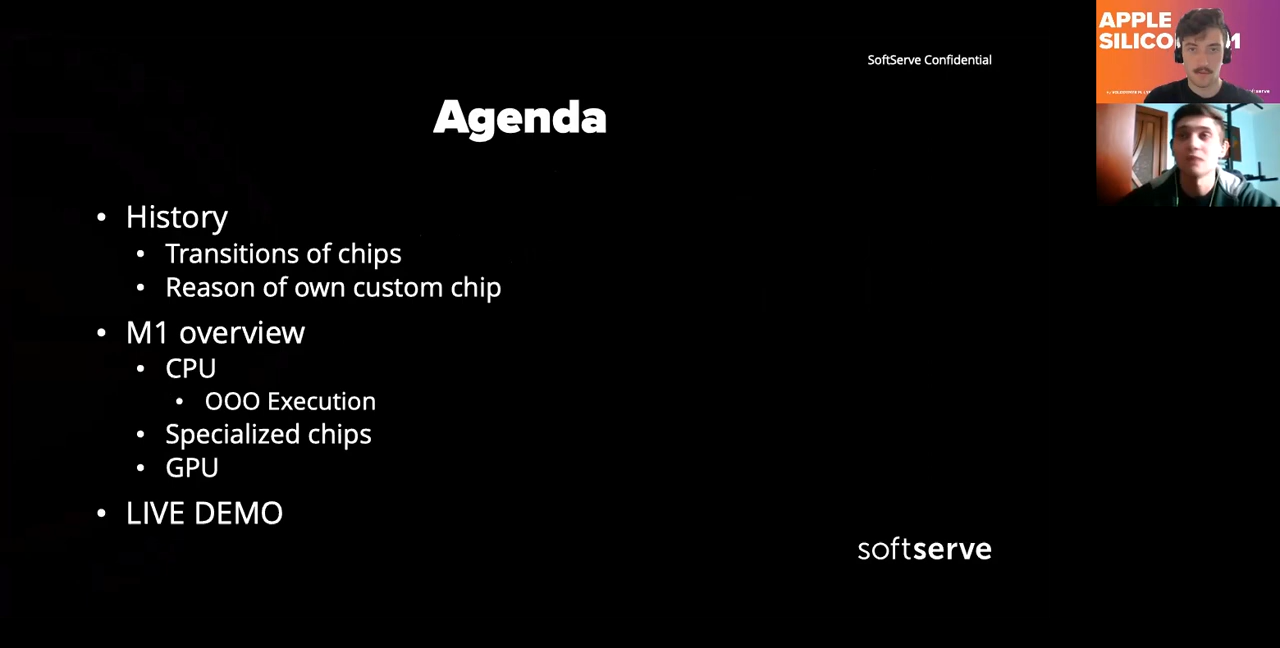 SoftServe Confidential
Agenda
• History
• Transitions of chips
• Reason of own custom chip
• M1 overview
• CPU
• OOO Execution
• Specialized chips
• GPU
• LIVE DEMO
softserve
APPLE